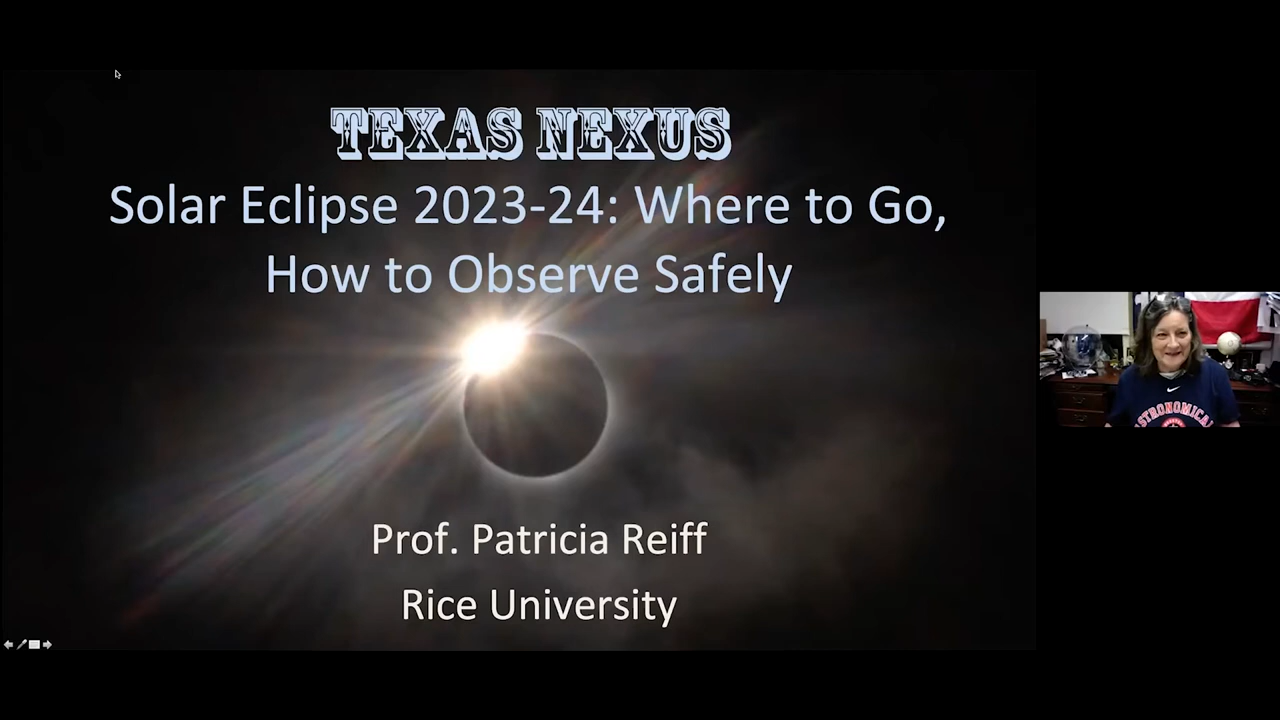 TEXAS NEXUS
Solar Eclipse 2023-24: Where to Go,
How to Observe Safely
Prof. Patricia Reiff
Rice University